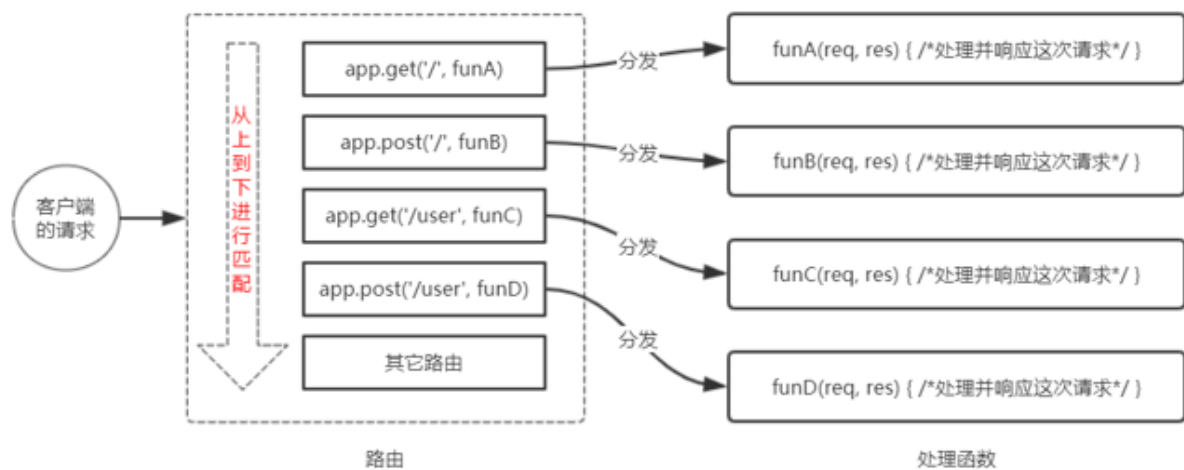 客户端
的请求
从上到下进行匹配
app.get('/', funA)
app.post('/', funB)
app.get('/user', funC)
app.post('/user', funD)
其它路由
路由
分发
分发
分发
分发
funA(req, res) { /*处理并响应这次请求*/ }
funB(req, res) { /*处理并响应这次请求*/ }
funC(req, res) { /*处理并响应这次请求*/ }
funD(req, res) { /*处理并响应这次请求*/ }
处理函数